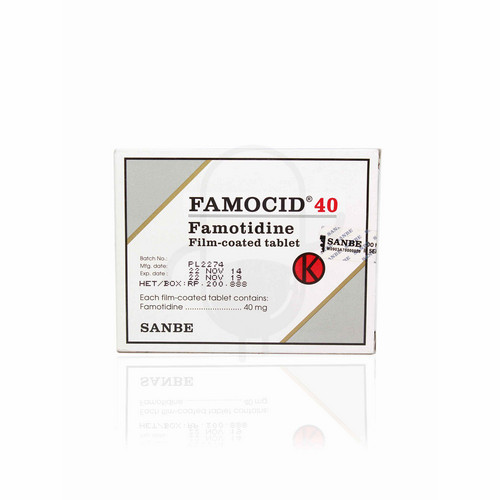 FAMOCID® 40
Famotidine
Film-coated tablet
SANBE
Batch No. : PL2274
Mfg. date : 22 NOV 14
Exp. date : 22 NOV 19
HET/BOX:RP.200.888
K
Each film-coated tablet contains:
Famotidine .......................... 40 mg
SANBE